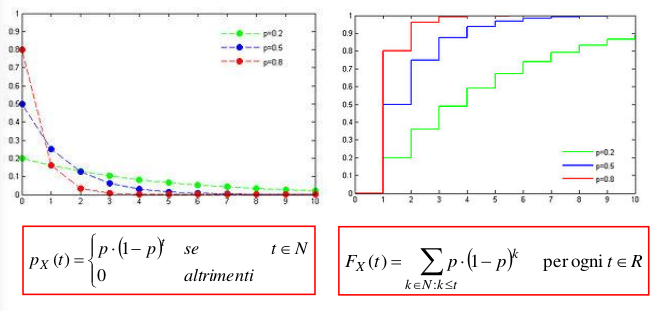 1
0.9
0.8
0.7
0.6
0.5
0.4
0.3
0.2
0.1
0
0 1 2 3 4 5 6 7 8 9 10
p=0.2
p=0.5
p=0.8
1
0.9
0.8
0.7
0.6
0.5
0.4
0.3
0.2
0.1
0
0 1 2 3 4 5 6 7 8 9 10
p=0.2
p=0.5
p=0.8
p_X(t) = { p·(1−p)^t se t ∈ N
0 altrimenti
F_X(t) = ∑ p·(1−p)^k per ogni t ∈ R
k∈N:k≤t